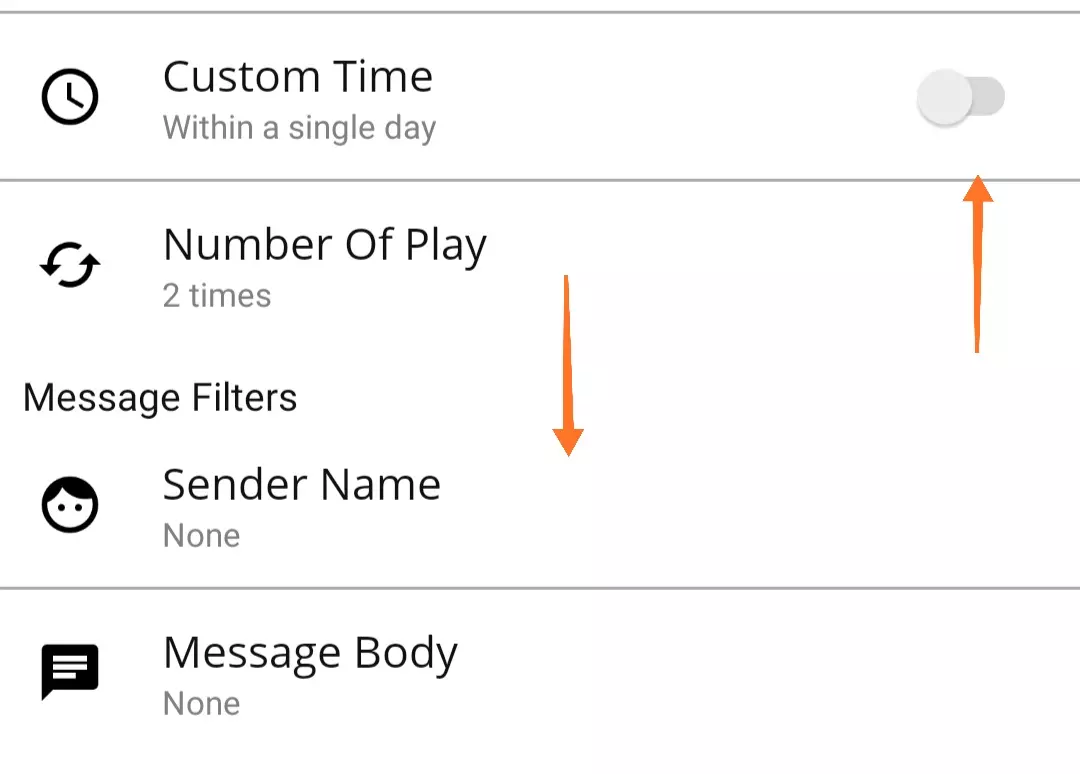 Custom Time
Within a single day
Number Of Play
2 times
Message Filters
Sender Name
None
Message Body
None